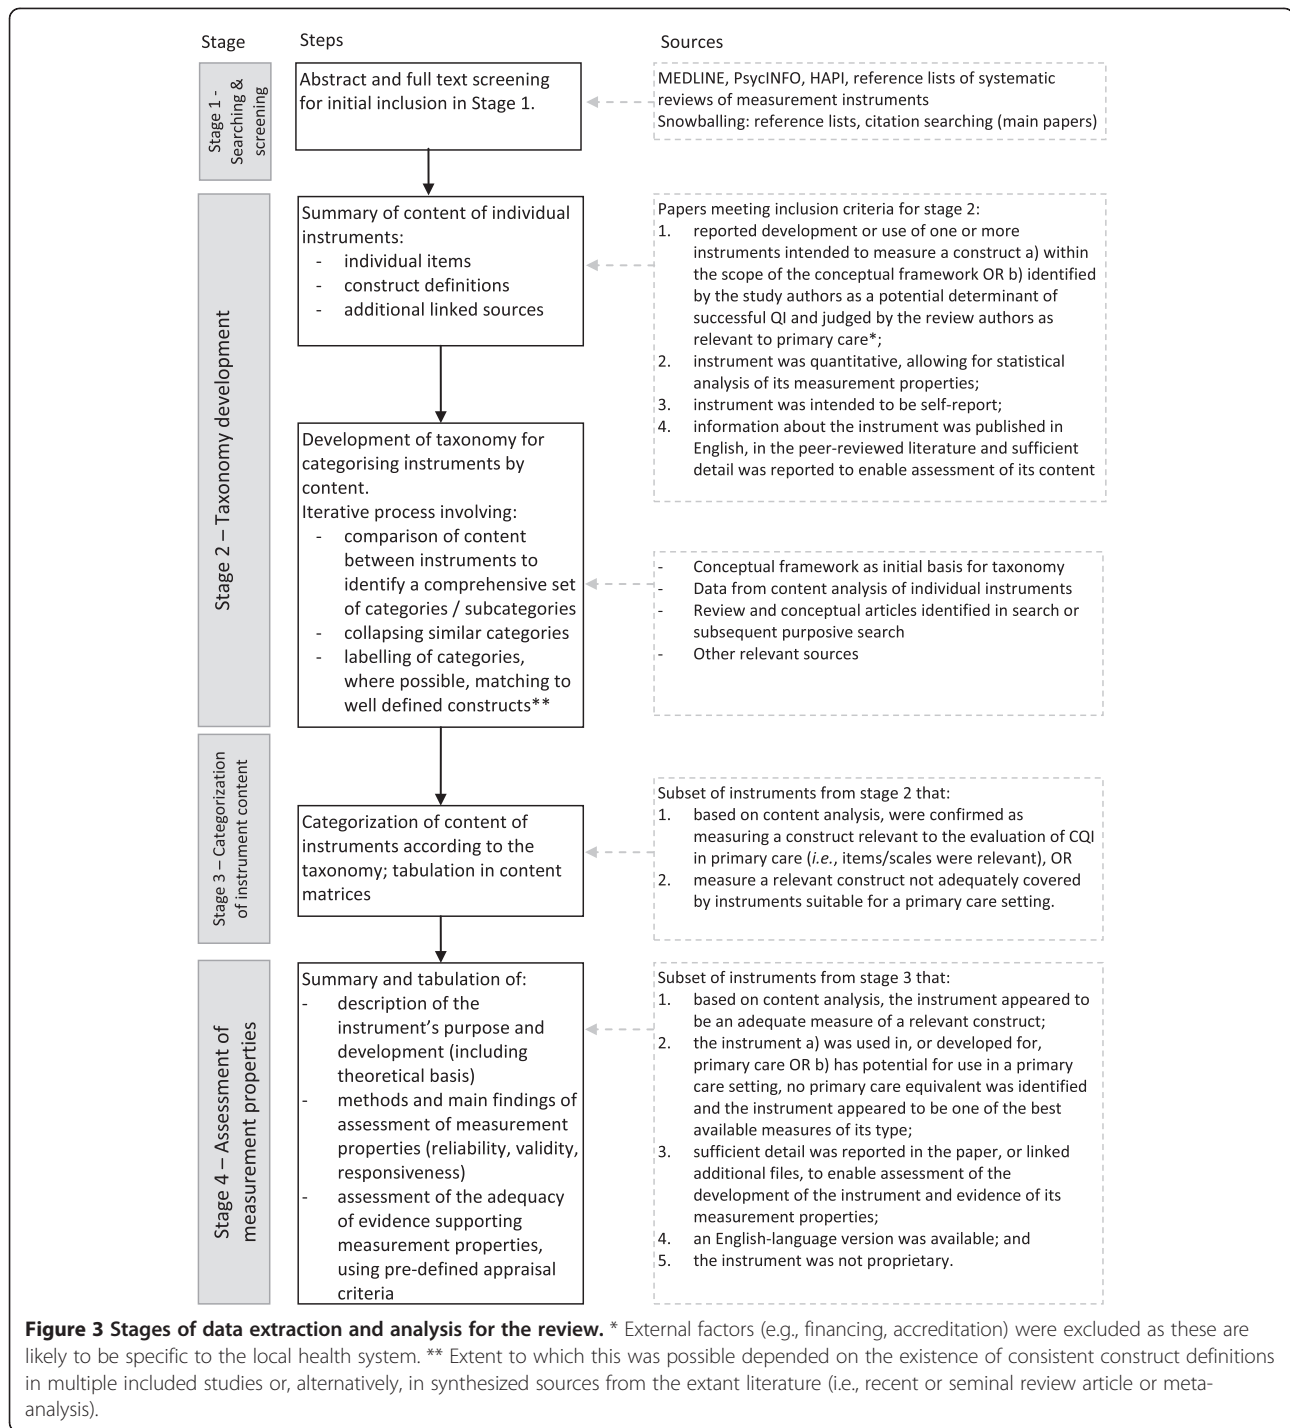 Stage
Steps
Sources
Stage 1 -
Searching &
screening
Abstract and full text screening
for initial inclusion in Stage 1.
MEDLINE, PsycINFO, HAPI, reference lists of systematic
reviews of measurement instruments
Snowballing: reference lists, citation searching (main papers)
Stage 2 – Taxonomy development
Summary of content of individual
instruments:
- individual items
- construct definitions
- additional linked sources
Papers meeting inclusion criteria for stage 2:
1. reported development or use of one or more
instruments intended to measure a construct a) within
the scope of the conceptual framework OR b) identified
by the study authors as a potential determinant of
successful QI and judged by the review authors as
relevant to primary care*;
2. instrument was quantitative, allowing for statistical
analysis of its measurement properties;
3. instrument was intended to be self-report;
4. information about the instrument was published in
English, in the peer-reviewed literature and sufficient
detail was reported to enable assessment of its content
Development of taxonomy for
categorising instruments by
content.
Iterative process involving:
- comparison of content
between instruments to
identify a comprehensive set
of categories / subcategories
- collapsing similar categories
- labelling of categories,
where possible, matching to
well defined constructs**
- Conceptual framework as initial basis for taxonomy
- Data from content analysis of individual instruments
- Review and conceptual articles identified in search or
subsequent purposive search
- Other relevant sources
Stage 3 – Categorization
of instrument content
Categorization of content of
instruments according to the
taxonomy; tabulation in content
matrices
Subset of instruments from stage 2 that:
1. based on content analysis, were confirmed as
measuring a construct relevant to the evaluation of CQI
in primary care (i.e., items/scales were relevant), OR
2. measure a relevant construct not adequately covered
by instruments suitable for a primary care setting.
Stage 4 – Assessment of
measurement properties
Summary and tabulation of:
- description of the
instrument's purpose and
development (including
theoretical basis)
- methods and main findings of
assessment of measurement
properties (reliability, validity,
responsiveness)
- assessment of the adequacy
of evidence supporting
measurement properties,
using pre-defined appraisal
criteria
Subset of instruments from stage 3 that:
1. based on content analysis, the instrument appeared to
be an adequate measure of a relevant construct;
2. the instrument a) was used in, or developed for,
primary care OR b) has potential for use in a primary
care setting, no primary care equivalent was identified
and the instrument appeared to be one of the best
available measures of its type;
3. sufficient detail was reported in the paper, or linked
additional files, to enable assessment of the
development of the instrument and evidence of its
measurement properties;
4. an English-language version was available; and
5. the instrument was not proprietary.
Figure 3 Stages of data extraction and analysis for the review. * External factors (e.g., financing, accreditation) were excluded as these are
likely to be specific to the local health system. ** Extent to which this was possible depended on the existence of consistent construct definitions
in multiple included studies or, alternatively, in synthesized sources from the extant literature (i.e., recent or seminal review article or meta-
analysis).